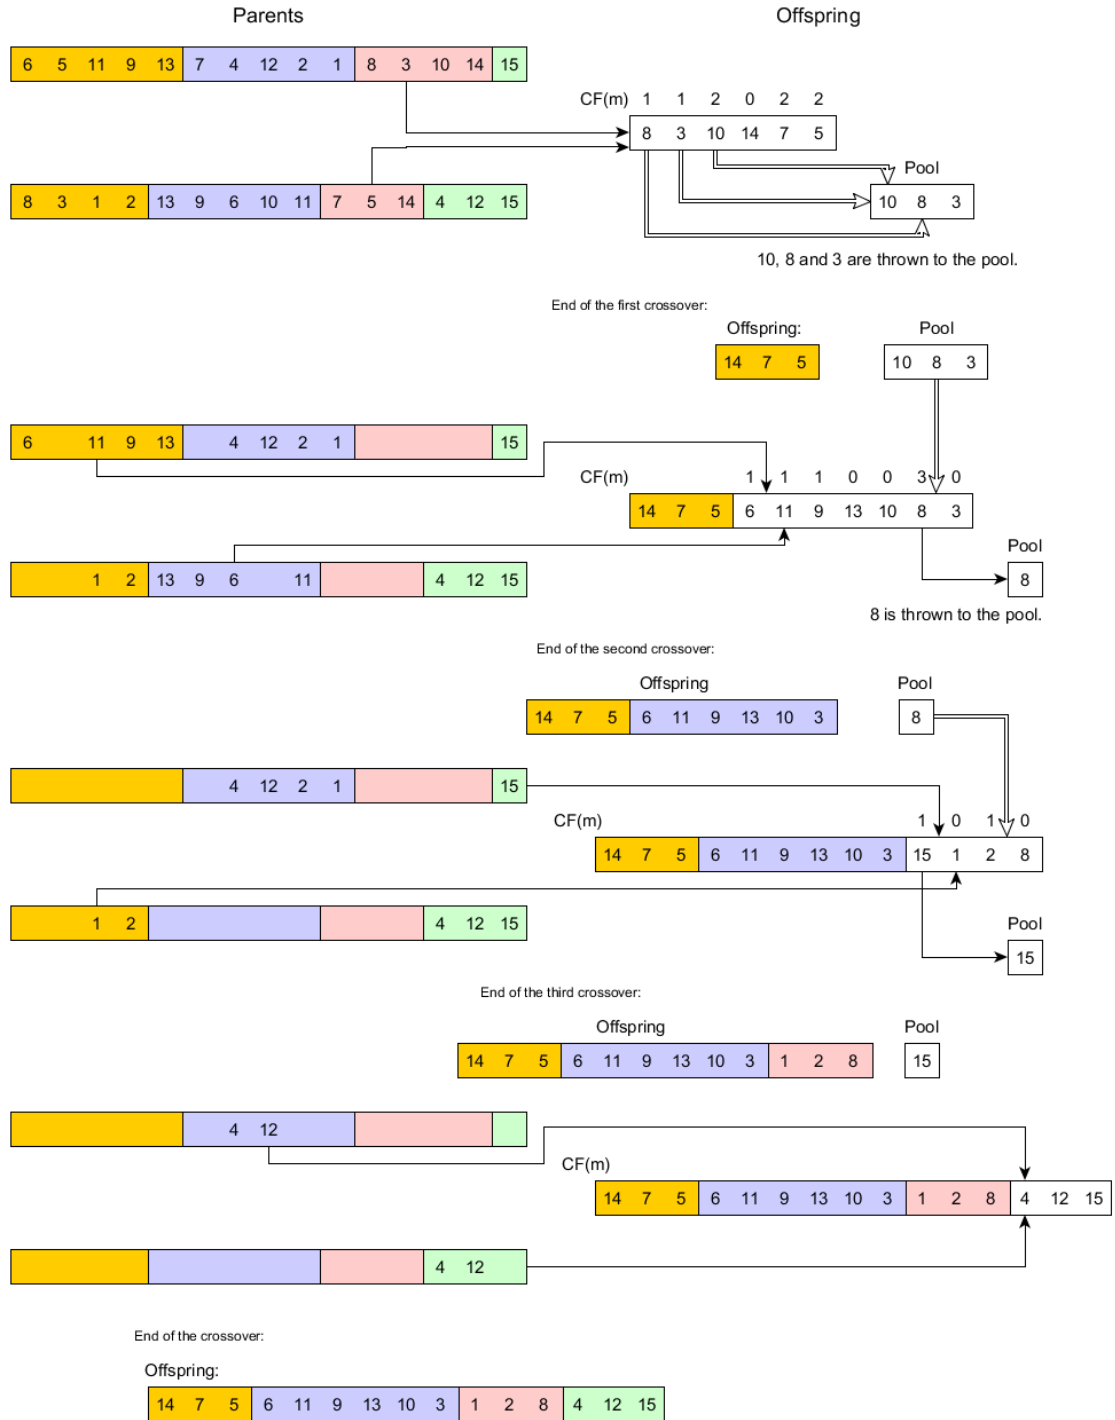 Parents
Offspring
6 5 11 9 13 7 4 12 2 1 8 3 10 14 15
CF(m) 1 1 2 0 2 2
8 3 10 14 7 5
Pool
8 3 1 2 13 9 6 10 11 7 5 14 4 12 15
10 8 3
10, 8 and 3 are thrown to the pool.
End of the first crossover:
Offspring:
Pool
14 7 5
10 8 3
6 11 9 13 4 12 2 1 15
CF(m) 1 1 1 0 0 3 0
14 7 5 6 11 9 13 10 8 3
Pool
1 2 13 9 6 11 4 12 15
8
8 is thrown to the pool.
End of the second crossover:
Offspring
Pool
14 7 5 6 11 9 13 10 3
8
4 12 2 1 15
CF(m) 1 0 1 0
14 7 5 6 11 9 13 10 3 15 1 2 8
1 2 4 12 15
Pool
15
End of the third crossover:
Offspring
Pool
14 7 5 6 11 9 13 10 3 1 2 8
15
4 12
CF(m)
14 7 5 6 11 9 13 10 3 1 2 8 4 12 15
4 12
End of the crossover:
Offspring:
14 7 5 6 11 9 13 10 3 1 2 8 4 12 15